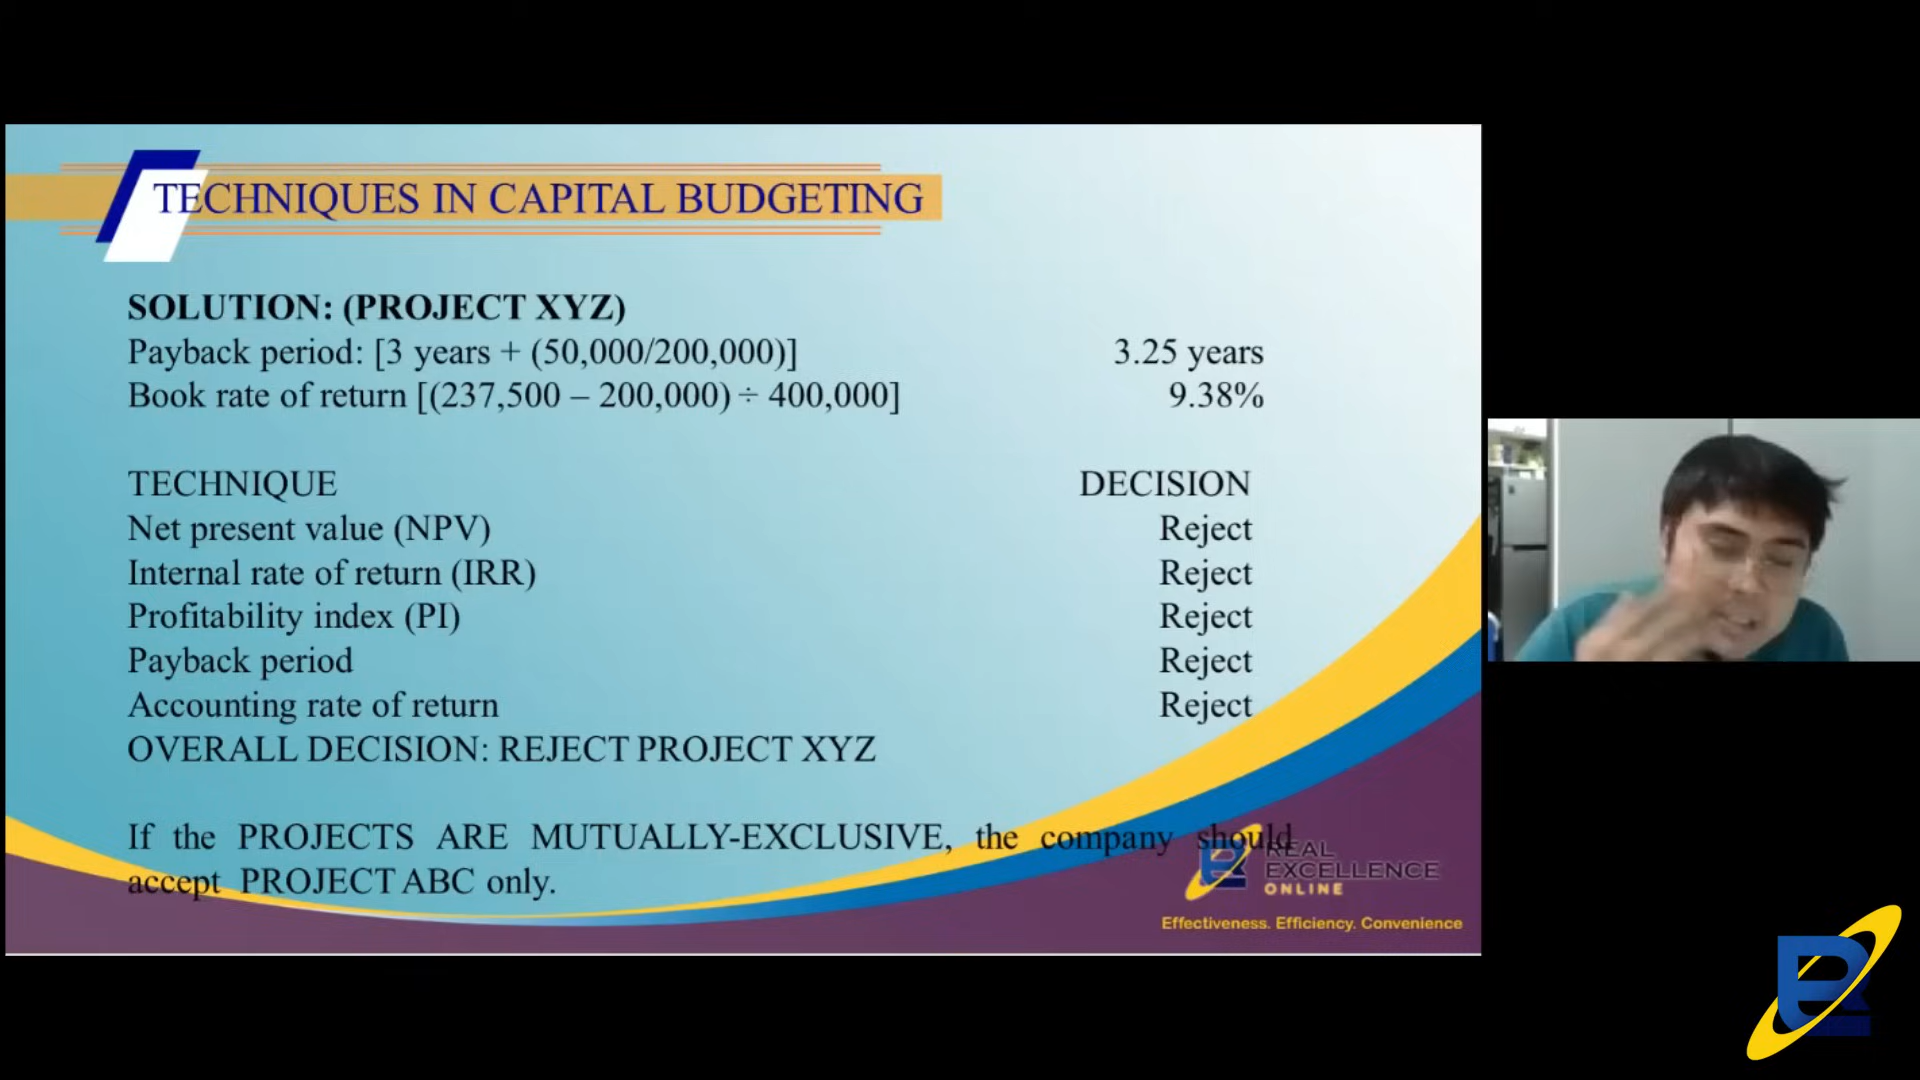 TECHNIQUES IN CAPITAL BUDGETING
SOLUTION: (PROJECT XYZ)
Payback period: [3 years + (50,000/200,000)] 3.25 years
Book rate of return [(237,500 – 200,000) ÷ 400,000] 9.38%
TECHNIQUE DECISION
Net present value (NPV) Reject
Internal rate of return (IRR) Reject
Profitability index (PI) Reject
Payback period Reject
Accounting rate of return Reject
OVERALL DECISION: REJECT PROJECT XYZ
If the PROJECTS ARE MUTUALLY-EXCLUSIVE, the company should
accept PROJECT ABC only.
REAL
EXCELLENCE
ONLINE
Effectiveness. Efficiency. Convenience